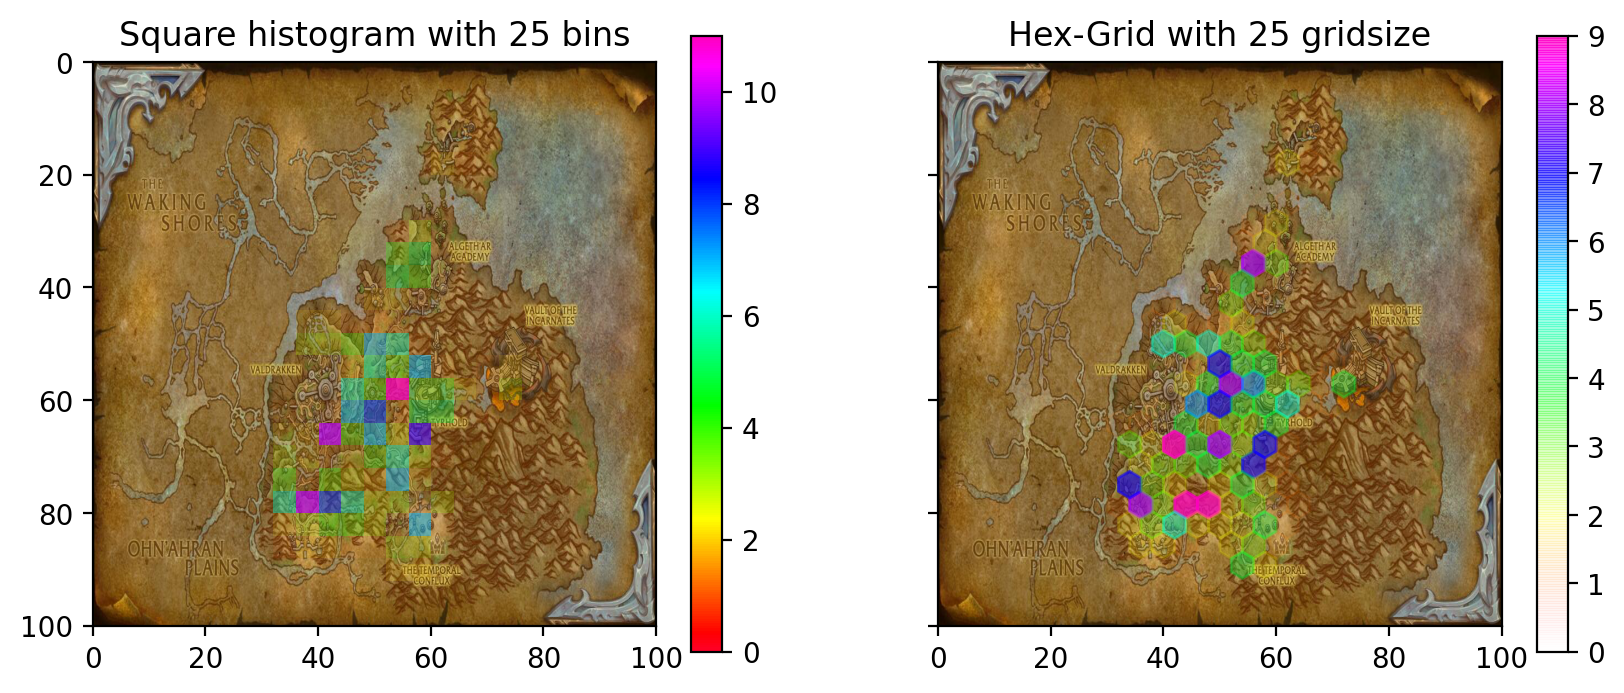 Square histogram with 25 bins
0
20
40
60
80
100
0
20
40
60
80
100
THE
WAKING
SHORES
ALGETH'AR
ACADEMY
VAULT OF THE
INCARNATES
VALDRAKKEN
OHN'AHRAN
PLAINS
THE TEMPORAL
CONFLUX
10
8
6
4
2
0
Hex-Grid with 25 gridsize
THE
WAKING
SHORES
ALGETH'AR
ACADEMY
VAULT OF THE
INCARNATES
VALDRAKKEN
OHN'AHRAN
PLAINS
THE TEMPORAL
CONFLUX
0
20
40
60
80
100
9
8
7
6
5
4
3
2
1
0